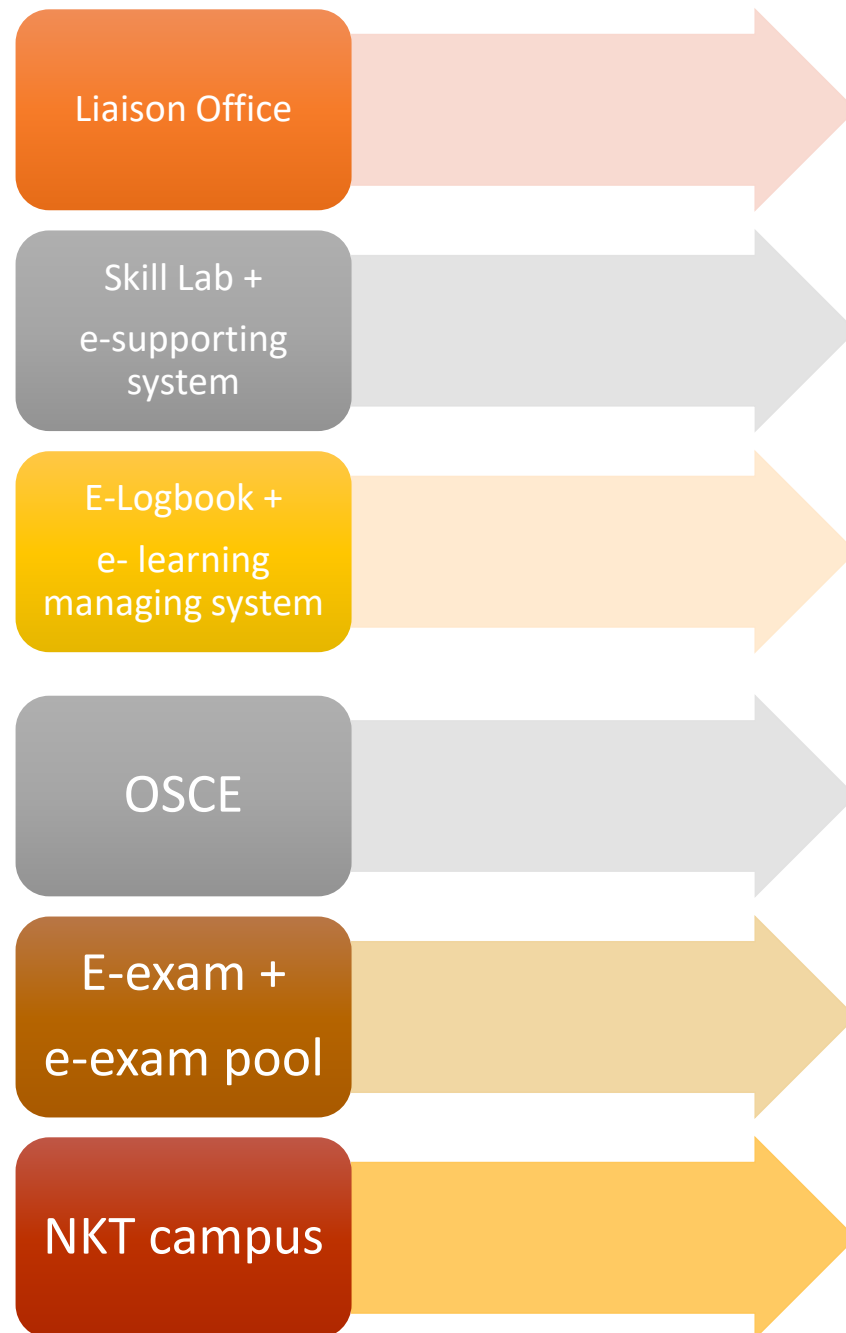 Liaison Office
Skill Lab +
e-supporting
system
E-Logbook +
e- learning
managing system
OSCE
E-exam +
e-exam pool
NKT campus